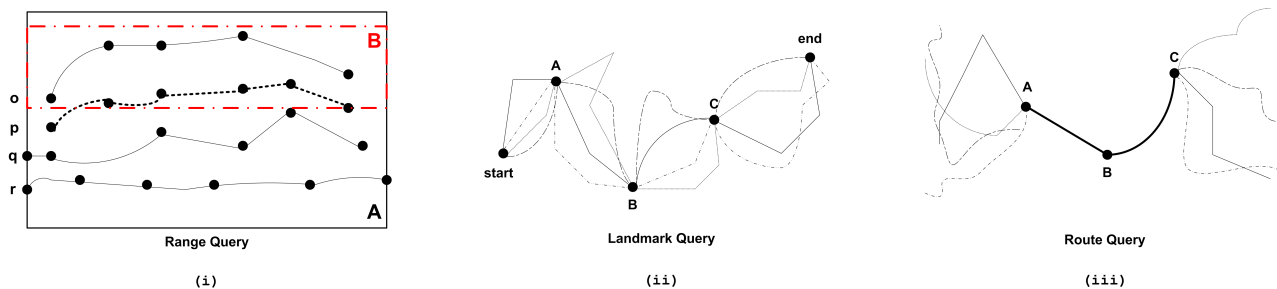 B
o
p
q
r
A
Range Query
(i)
end
A
C
start
B
Landmark Query
(ii)
C
A
B
Route Query
(iii)